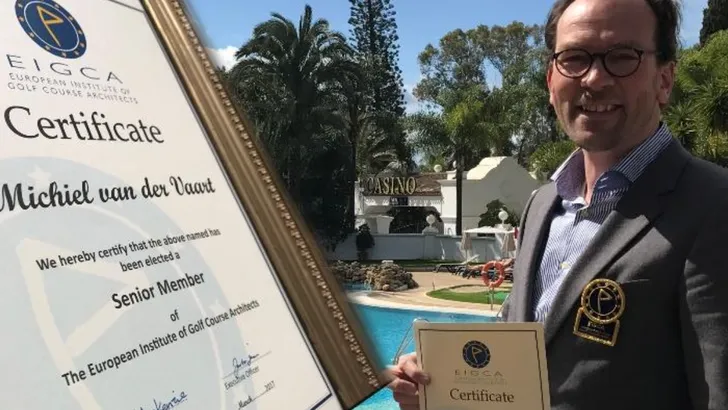 EIGCA
EUROPEAN INSTITUTE OF
GOLF COURSE ARCHITECTS
Certificate
Michiel van der Vaart
We hereby certify that the above named has
been elected a
Senior Member
of
The European Institute of Golf Course Architects
Executive Officer
March 2017
CASINO
EIGCA
Certificate